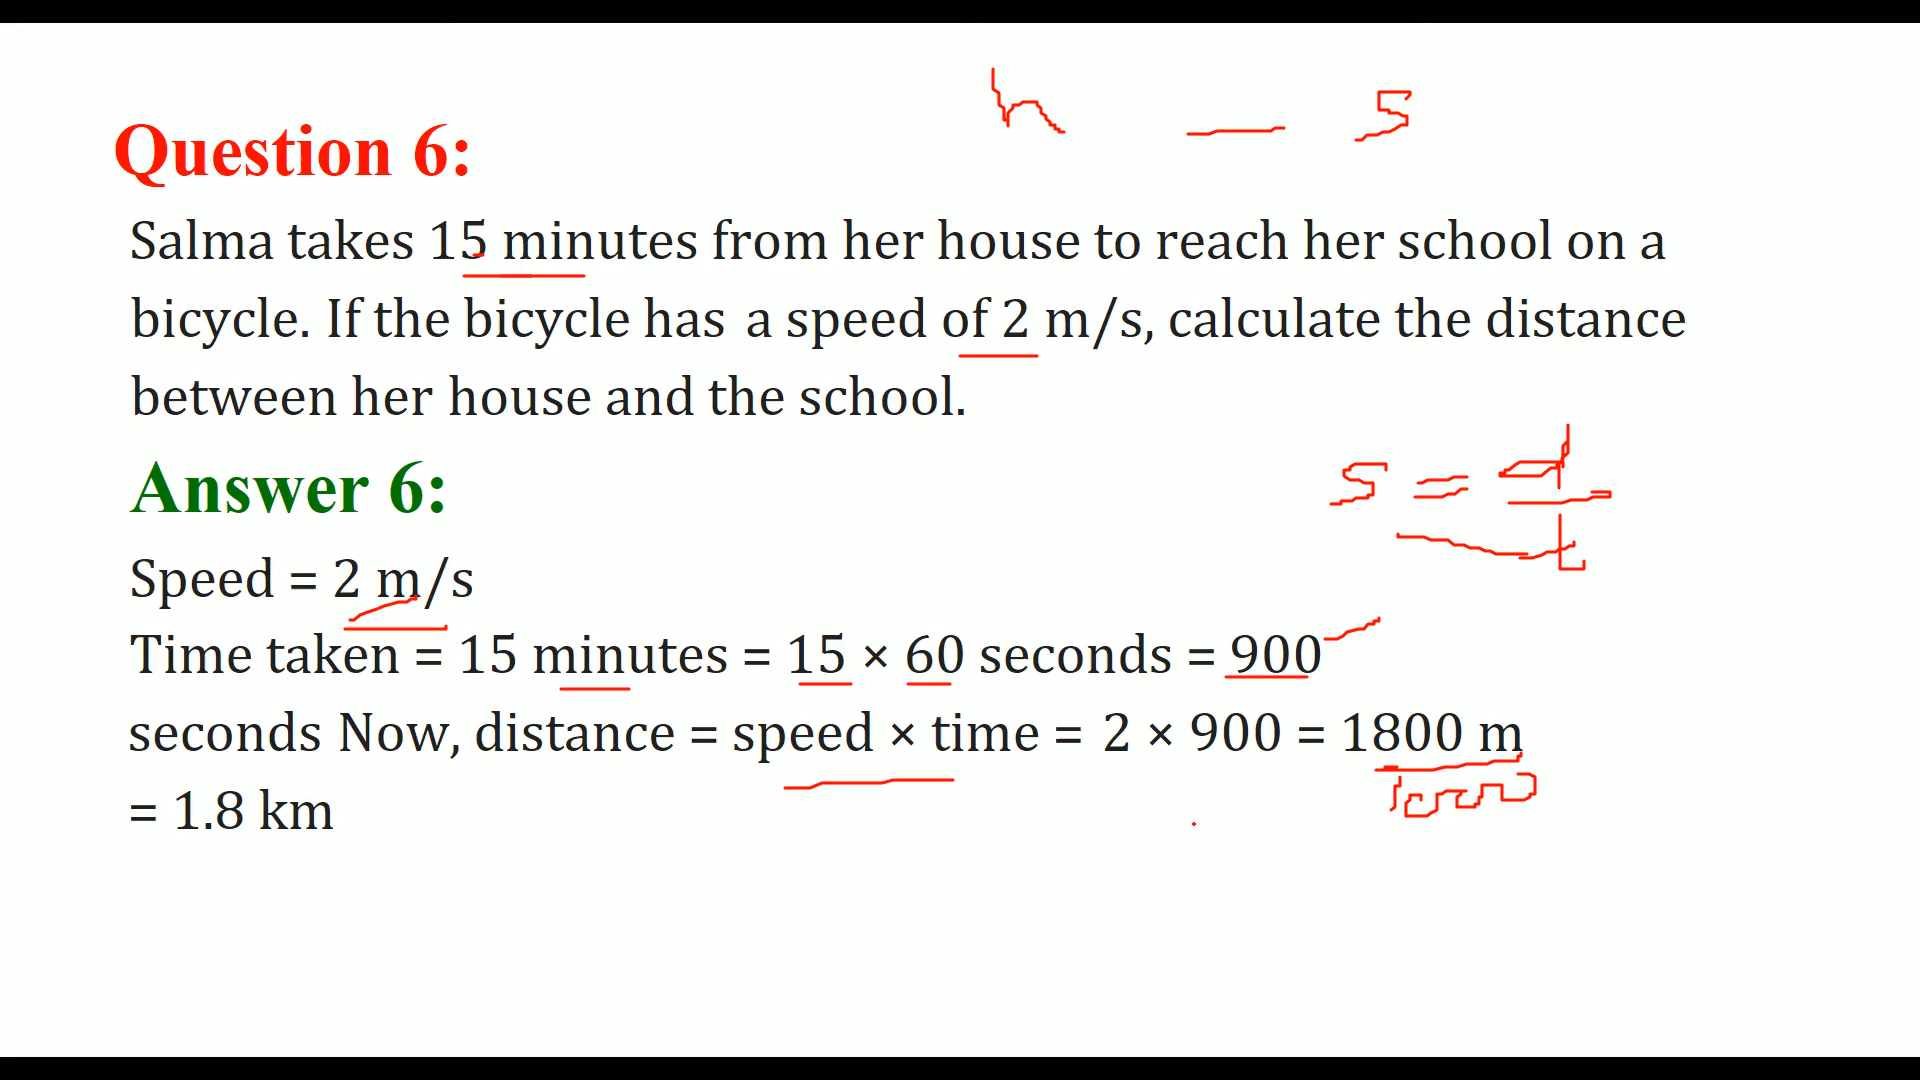 h — s
Question 6:
Salma takes 15 minutes from her house to reach her school on a
bicycle. If the bicycle has a speed of 2 m/s, calculate the distance
between her house and the school.
s = d
t
Answer 6:
Speed = 2 m/s
Time taken = 15 minutes = 15 × 60 seconds = 900
seconds Now, distance = speed × time = 2 × 900 = 1800 m
= 1.8 km